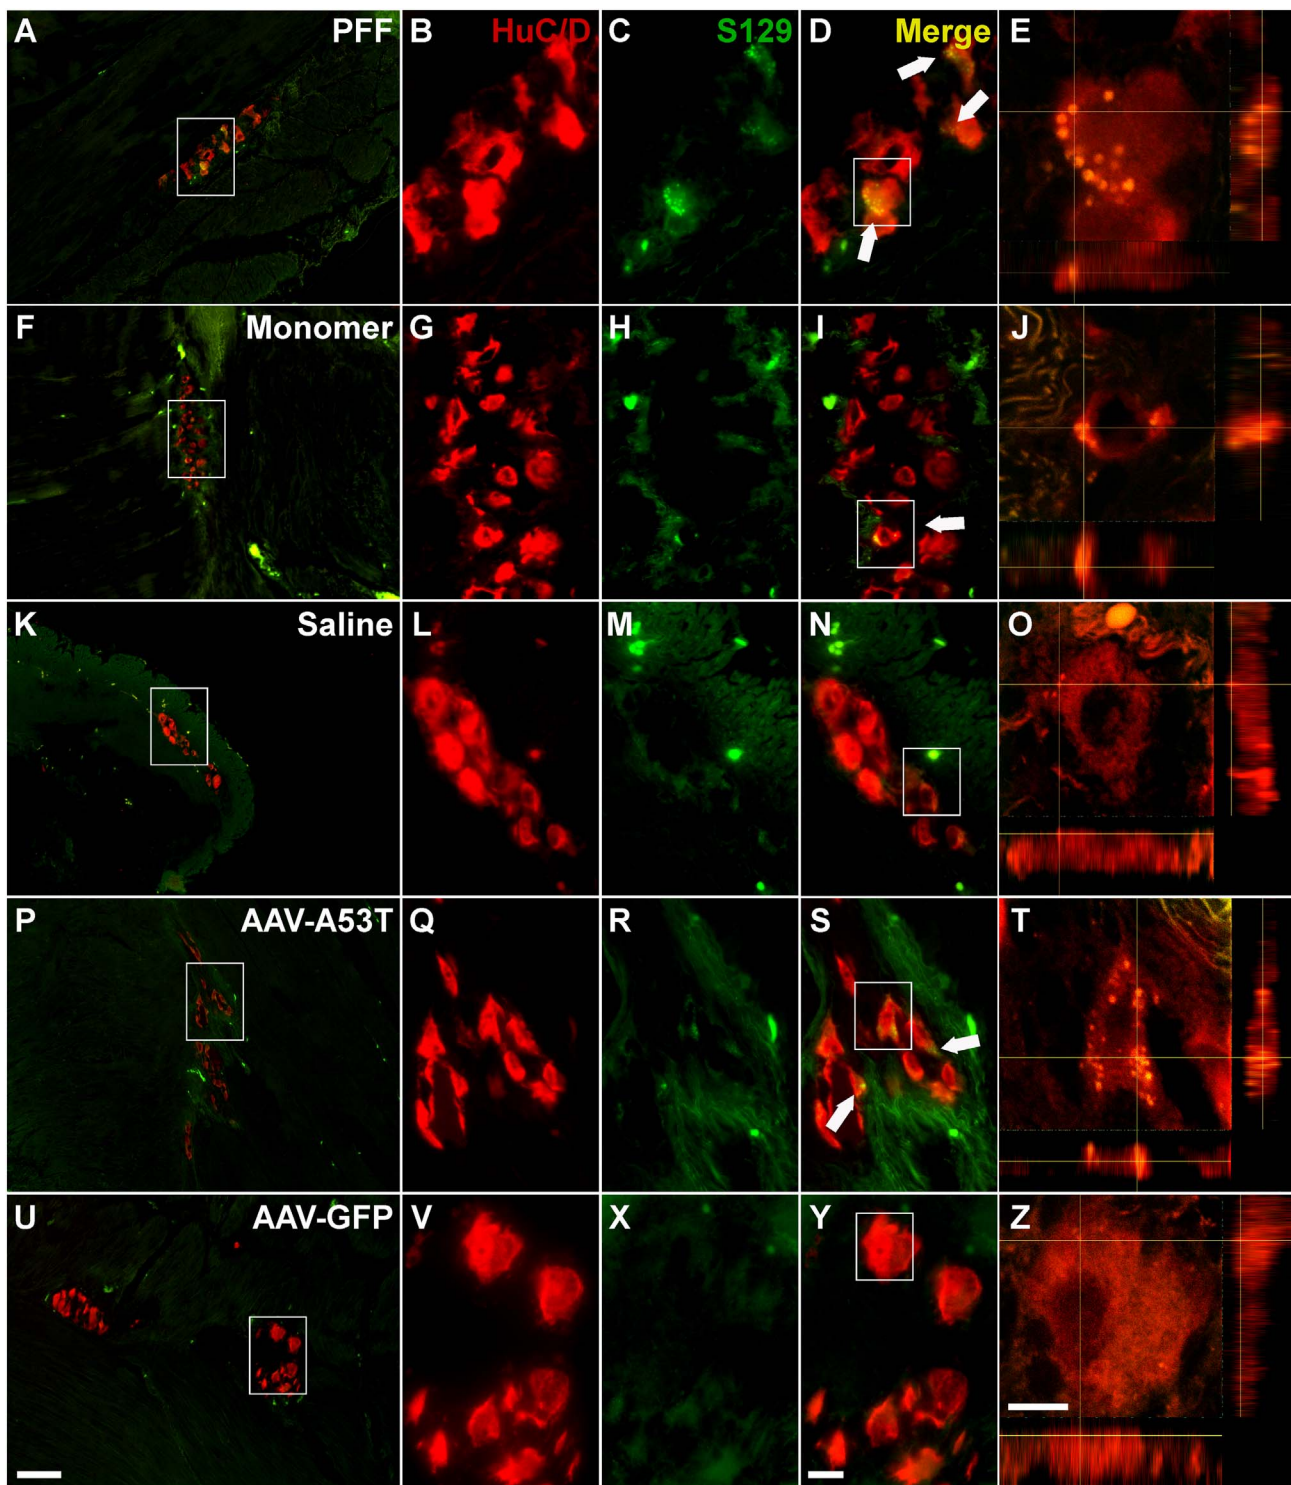 A PFF B HuC/D C S129 D Merge E
F Monomer G H I J
K Saline L M N O
P AAV-A53T Q R S T
U AAV-GFP V X Y Z